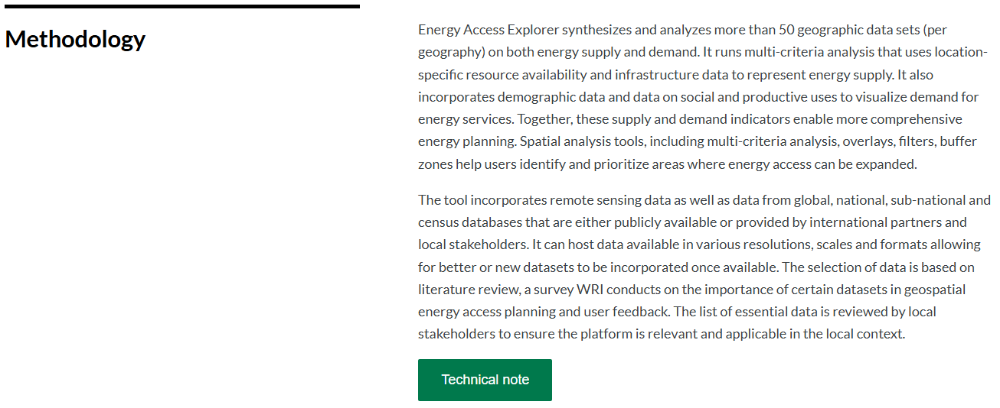 Methodology
Energy Access Explorer synthesizes and analyzes more than 50 geographic data sets (per
geography) on both energy supply and demand. It runs multi-criteria analysis that uses location-
specific resource availability and infrastructure data to represent energy supply. It also
incorporates demographic data and data on social and productive uses to visualize demand for
energy services. Together, these supply and demand indicators enable more comprehensive
energy planning. Spatial analysis tools, including multi-criteria analysis, overlays, filters, buffer
zones help users identify and prioritize areas where energy access can be expanded.
The tool incorporates remote sensing data as well as data from global, national, sub-national and
census databases that are either publicly available or provided by international partners and
local stakeholders. It can host data available in various resolutions, scales and formats allowing
for better or new datasets to be incorporated once available. The selection of data is based on
literature review, a survey WRI conducts on the importance of certain datasets in geospatial
energy access planning and user feedback. The list of essential data is reviewed by local
stakeholders to ensure the platform is relevant and applicable in the local context.
Technical note